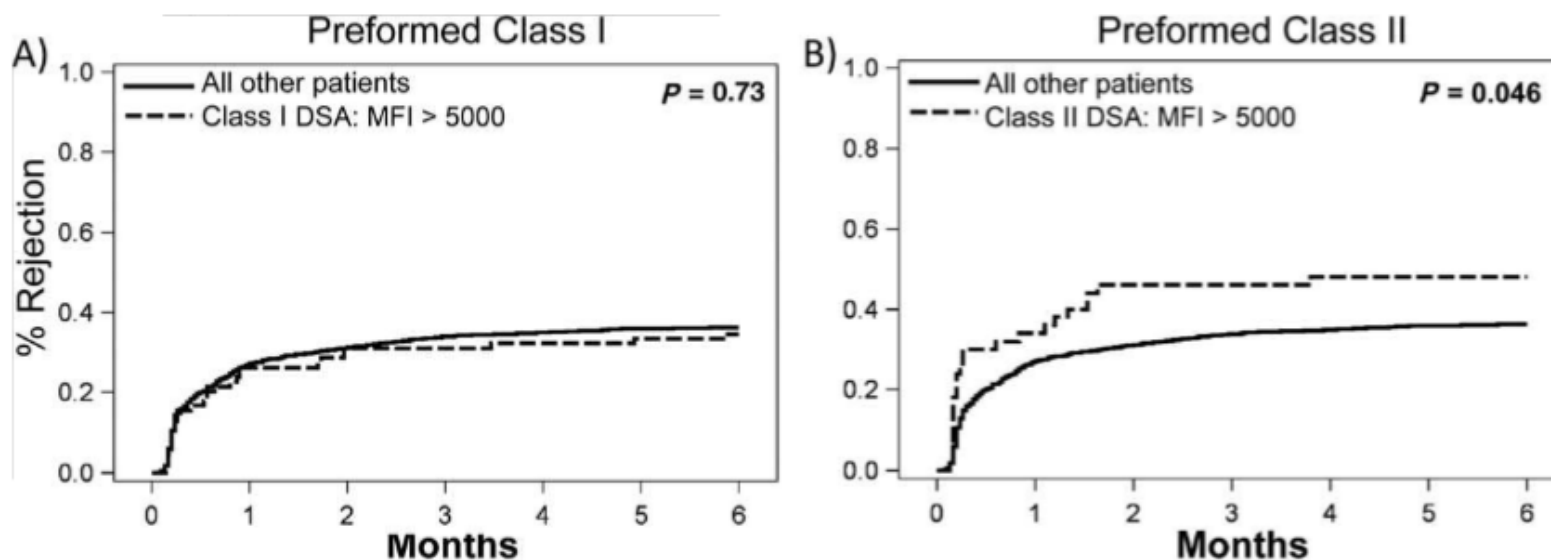 A)
Preformed Class I
1.0
All other patients
P = 0.73
Class I DSA: MFI > 5000
0.8
0.6
0.4
0.2
0.0
% Rejection
0 1 2 3 4 5 6
Months
B)
Preformed Class II
1.0
All other patients
P = 0.046
Class II DSA: MFI > 5000
0.8
0.6
0.4
0.2
0.0
0 1 2 3 4 5 6
Months